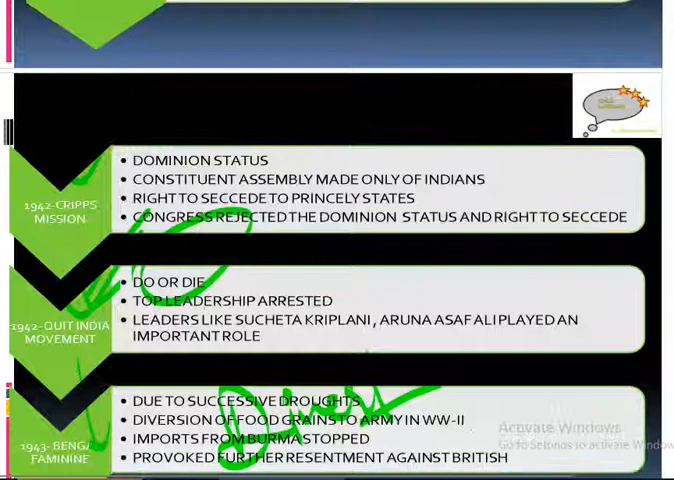 1942-CRIPPS
MISSION
• DOMINION STATUS
• CONSTITUENT ASSEMBLY MADE ONLY OF INDIANS
• RIGHT TO SECCEDE TO PRINCELY STATES
• CONGRESS REJECTED THE DOMINION STATUS AND RIGHT TO SECCEDE
1942-QUIT INDIA
MOVEMENT
• DO OR DIE
• TOP LEADERSHIP ARRESTED
• LEADERS LIKE SUCHETA KRIPLANI, ARUNA ASAF ALI PLAYED AN
IMPORTANT ROLE
1943-BENGA
FAMININE
• DUE TO SUCCESSIVE DROUGHTS
• DIVERSION OF FOOD GRAINS TO ARMY IN WW-II
• IMPORTS FROM BURMA STOPPED
• PROVOKED FURTHER RESENTMENT AGAINST BRITISH
Activate Windows
Go to Settings to activate Window